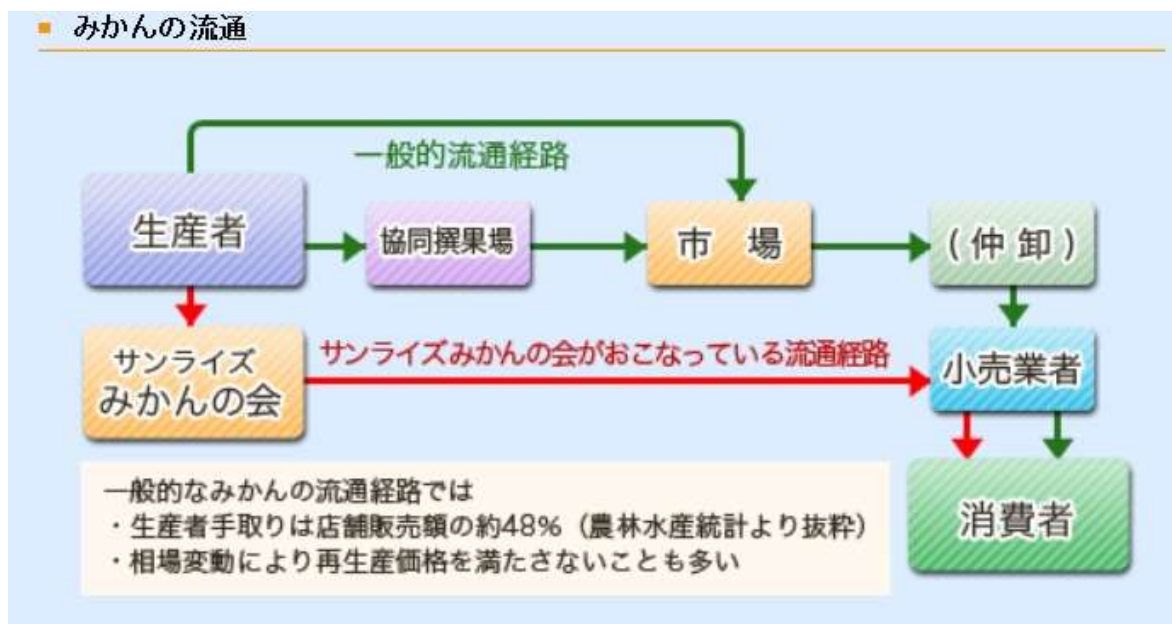 みかんの流通
一般的流通経路
生産者
協同撰果場
市 場
(仲卸)
サンライズ
みかんの会
サンライズみかんの会がおこなっている流通経路
小売業者
一般的なみかんの流通経路では
・生産者手取りは店舗販売額の約48%（農林水産統計より抜粋）
・相場変動により再生産価格を満たさないことも多い
消費者